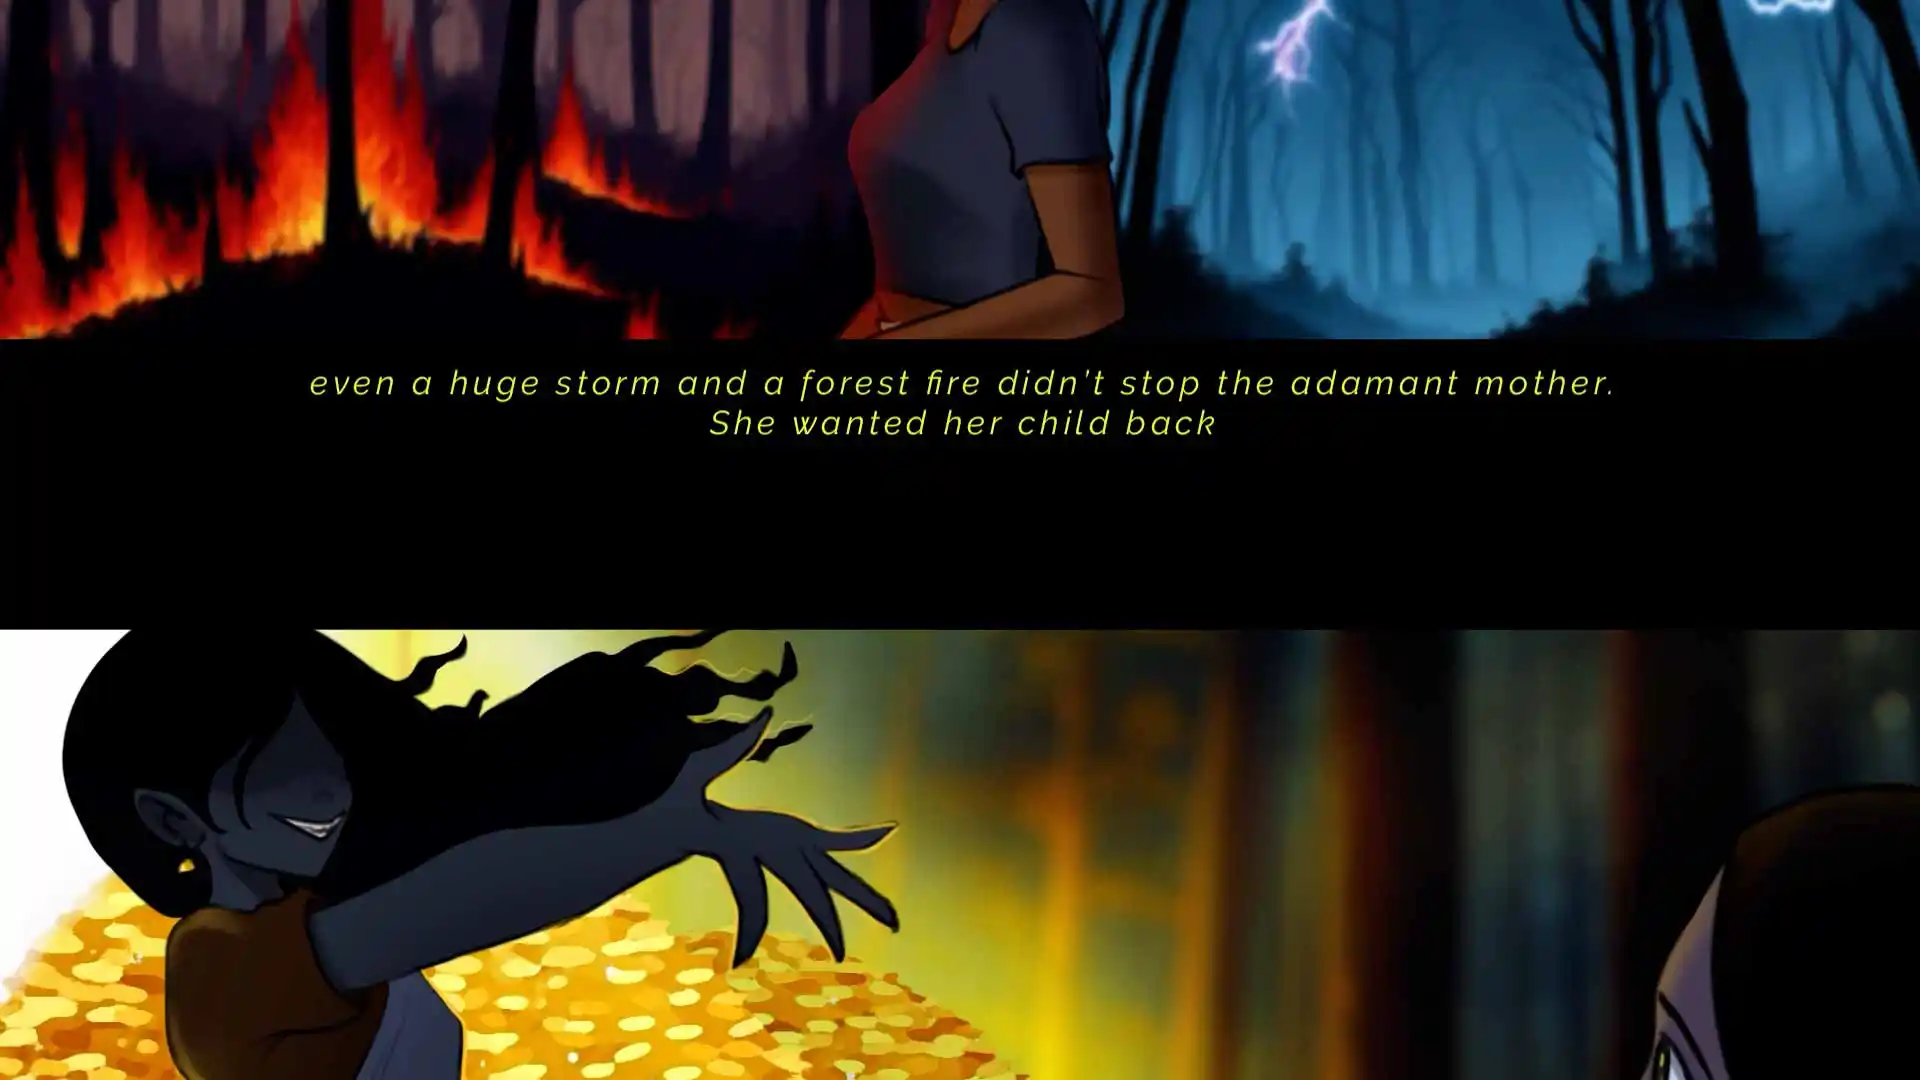 even a huge storm and a forest fire didn't stop the adamant mother.
She wanted her child back